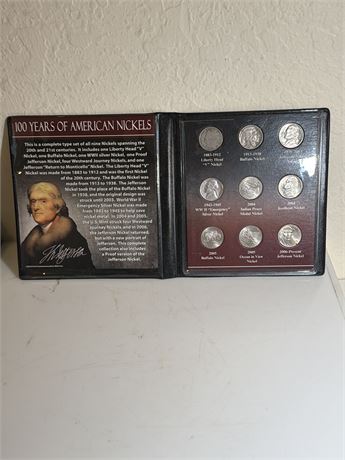 100 YEARS OF AMERICAN NICKELS
This is a complete type set of all nine Nickels spanning the
20th and 21st centuries. It includes one Liberty Head "V"
Nickel, one Buffalo Nickel, one WWII silver Nickel, one Proof
Jefferson Nickel, four Westward Journey Nickels, and one
Jefferson "Return to Monticello" Nickel. The Liberty Head "V"
Nickel was made from 1883 to 1912 and was the first Nickel
of the 20th century. The Buffalo Nickel was
made from 1913 to 1938. The Jefferson
Nickel took the place of Buffalo Nickel
in 1938, and the original design was
struck until 2003. World War II
"Emergency Silver Nickel" was made
from 1942 to 1945 to help save
nickel metal. In 2004 and 2005,
the U.S. Mint struck four Westward
Journey Nickels, and in 2006,
the Jefferson Nickel returned,
but with a new portrait of
Jefferson. This complete
collection also includes
a Proof version of the
Jefferson Nickel.
Th Jefferson
1883-1912
Liberty Head
"V" Nickel
1913-1938
Buffalo Nickel
1942-1945
WW II "Emergency"
Silver Nickel
2004
Indian Peace
Medal Nickel
2004
Keelboat Nickel
2005
Buffalo Nickel
2005
Ocean in View
Nickel
2006-Present
Jefferson Nickel